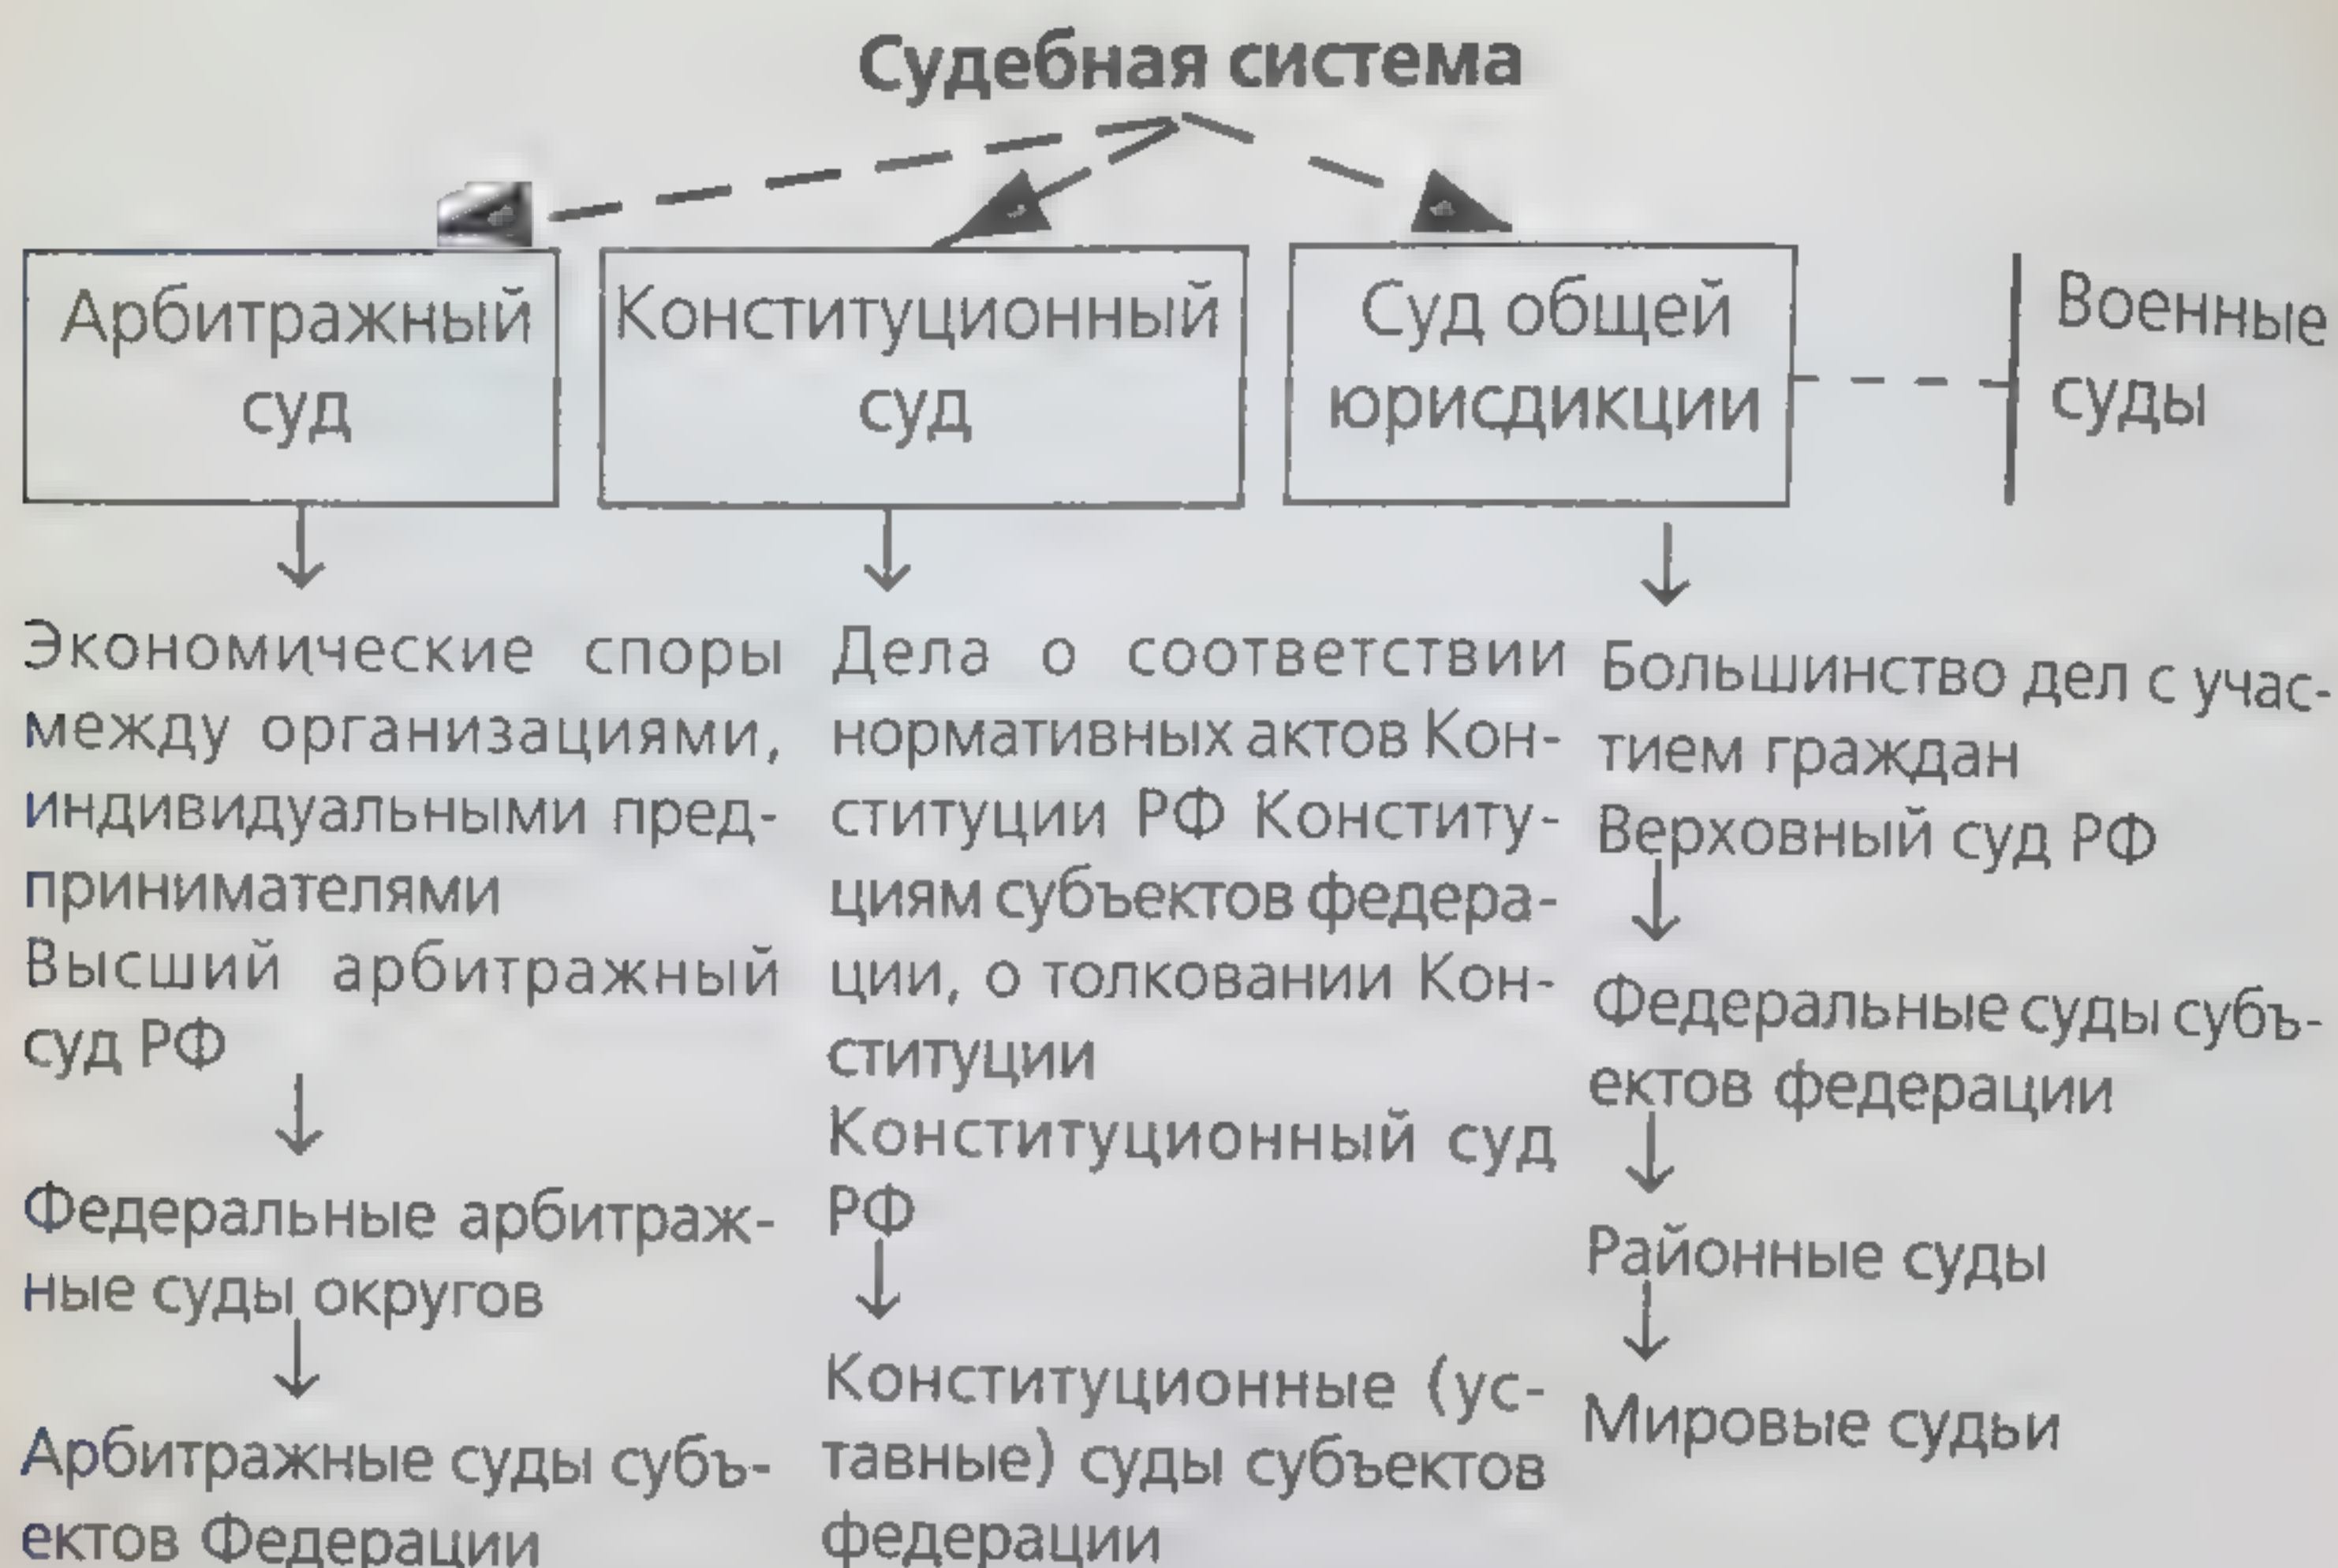 Судебная система
Арбитражный
суд
Конституционный
суд
Суд общей
юрисдикции
Военные
суды
Экономические споры
между организациями,
индивидуальными пред-
принимателями
Высший арбитражный
суд РФ
Федеральные арбитраж-
ные суды округов
Арбитражные суды субъ-
ектов Федерации
Дела о соответствии
нормативных актов Кон-
ституции РФ Конститу-
циям субъектов федера-
ции, о толковании Кон-
ституции
Конституционный суд
РФ
Конституционные (ус-
тавные) суды субъектов
федерации
Большинство дел с учас-
тием граждан
Верховный суд РФ
Федеральные суды субъ-
ектов федерации
Районные суды
Мировые судьи